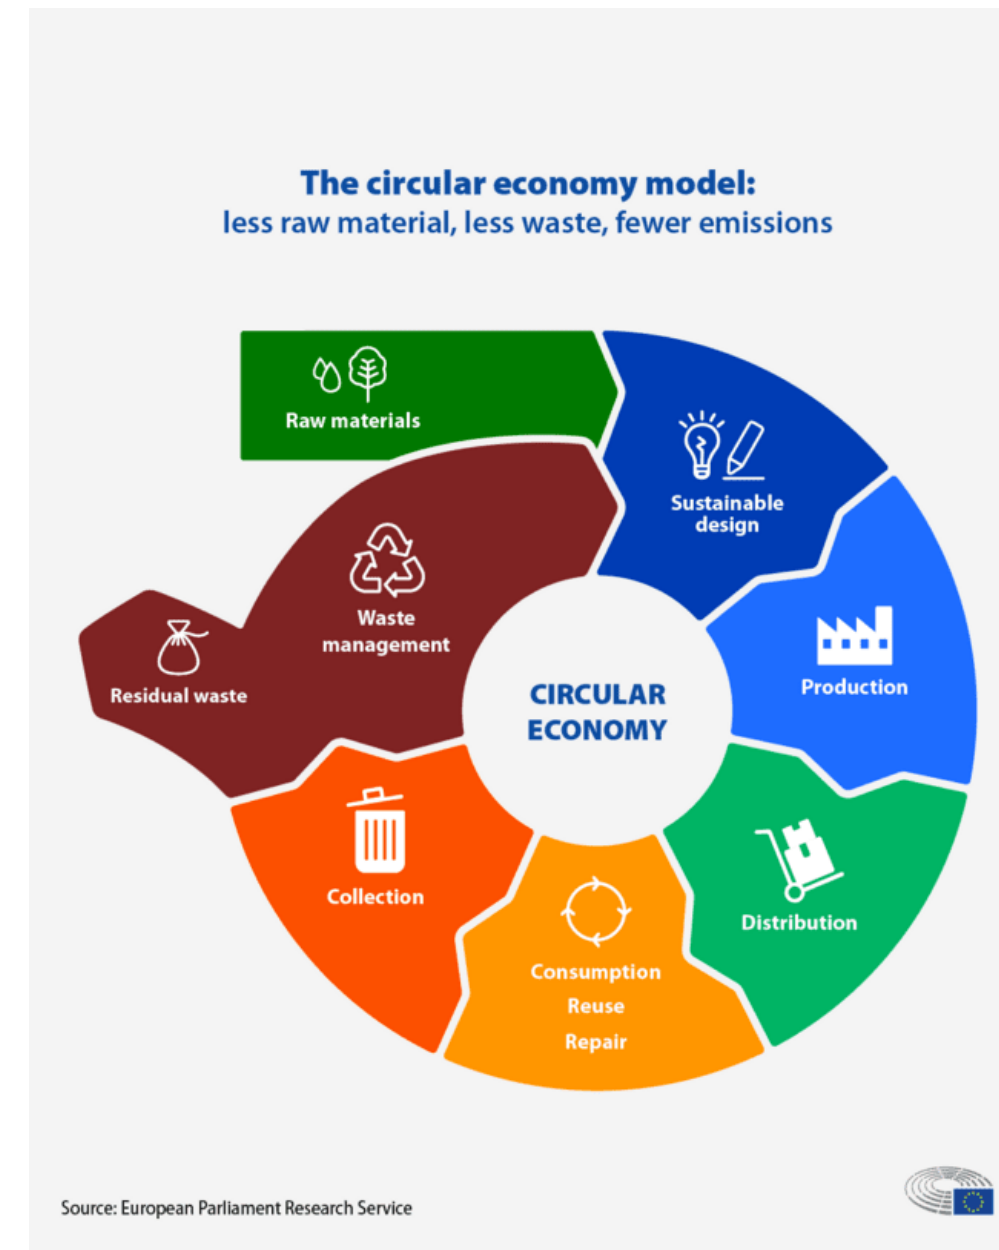 The circular economy model:
less raw material, less waste, fewer emissions
Raw materials
Sustainable
design
Production
Distribution
Consumption
Reuse
Repair
Collection
Waste
management
Residual waste
CIRCULAR
ECONOMY
Source: European Parliament Research Service